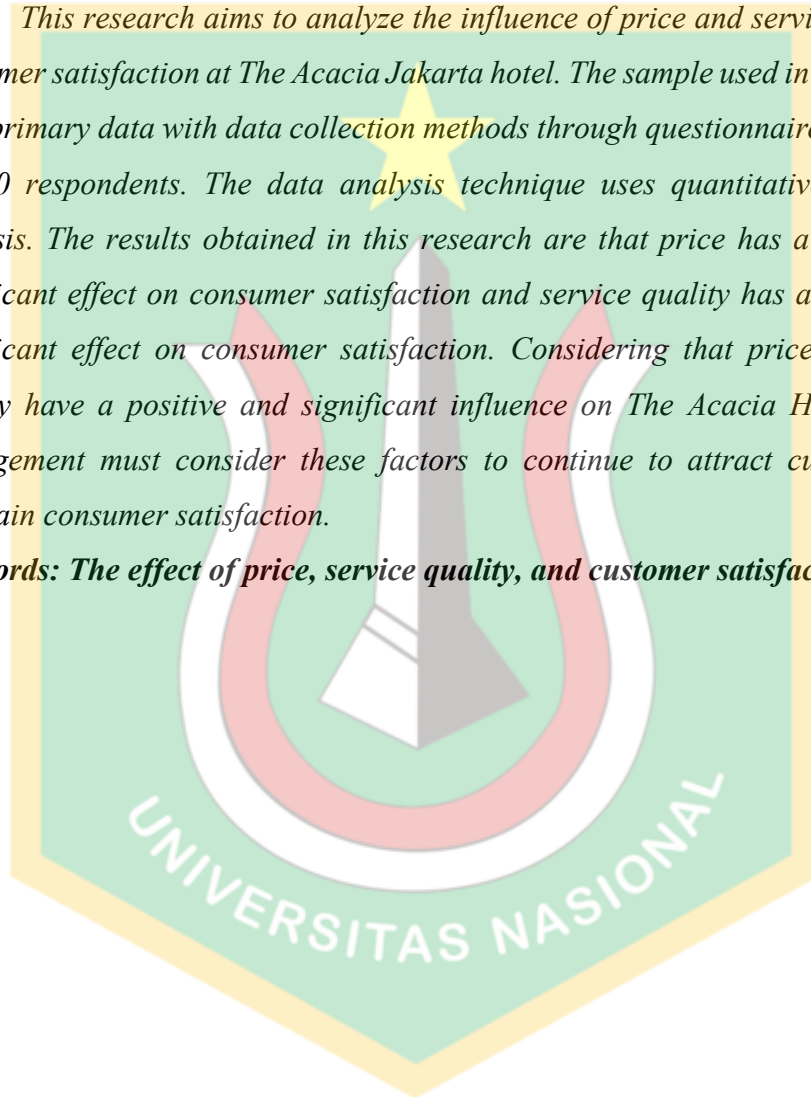 This research aims to analyze the influence of price and servi
mer satisfaction at The Acacia Jakarta hotel. The sample used in
primary data with data collection methods through questionnair
0 respondents. The data analysis technique uses quantitativ
sis. The results obtained in this research are that price has a
icant effect on consumer satisfaction and service quality has a
icant effect on consumer satisfaction. Considering that price
y have a positive and significant influence on The Acacia H
gement must consider these factors to continue to attract cu
ain consumer satisfaction.
ords: The effect of price, service quality, and customer satisfac
UNIVERSITAS NASIONAL